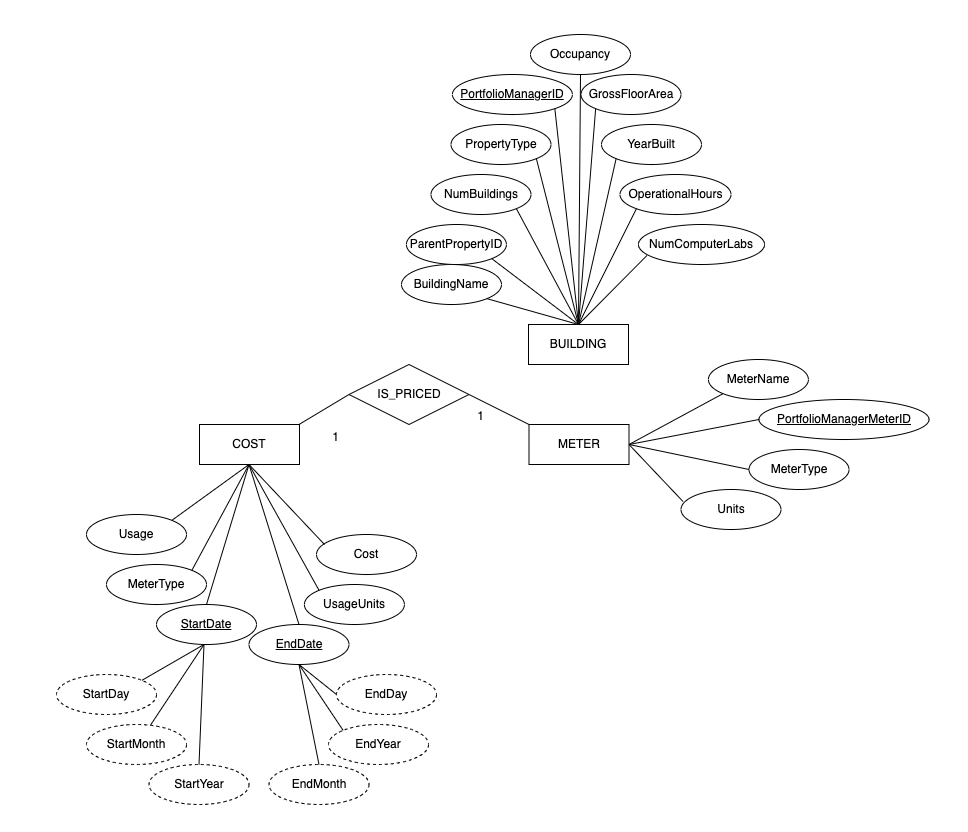 Occupancy
PortfolioManagerID
GrossFloorArea
PropertyType
YearBuilt
NumBuildings
OperationalHours
ParentPropertyID
NumComputerLabs
BuildingName
BUILDING
MeterName
IS_PRICED
1
1
PortfolioManagerMeterID
COST
METER
MeterType
Units
Usage
Cost
MeterType
UsageUnits
StartDate
EndDate
StartDay
EndDay
StartMonth
EndYear
StartYear
EndMonth